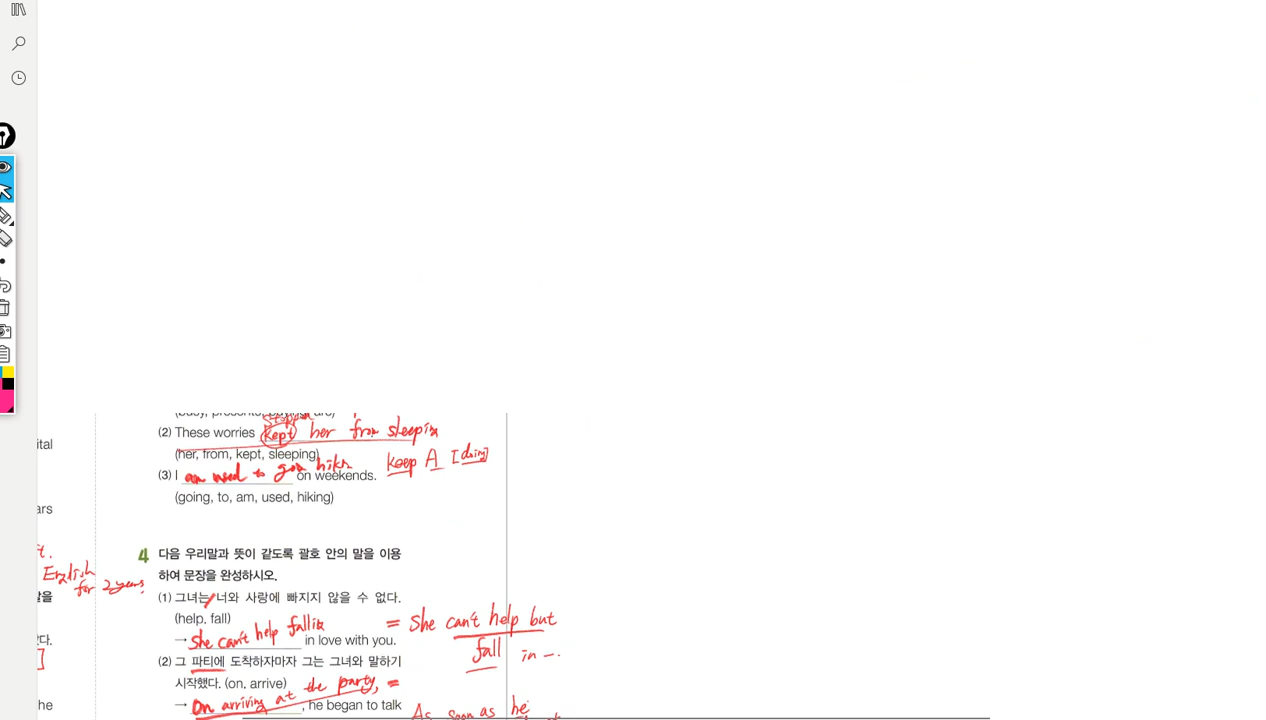 ital
ars
ft.
English
for 2 years.
말을
다.
he
stopped
(2) These worries kept her from sleeping
(her, from, kept, sleeping)
keep A [doing]
(3) I am used to going hiking on weekends.
(going, to, am, used, hiking)
4 다음 우리말과 뜻이 같도록 괄호 안의 말을 이용
하여 문장을 완성하시오.
(1) 그녀는 너와 사랑에 빠지지 않을 수 없다.
(help, fall)
→ She can't help falling in love with you.
= She can't help but
fall in ─.
(2) 그 파티에 도착하자마자 그는 그녀와 말하기
시작했다. (on, arrive)
→ On arriving at the party, , he began to talk
=
As soon as he